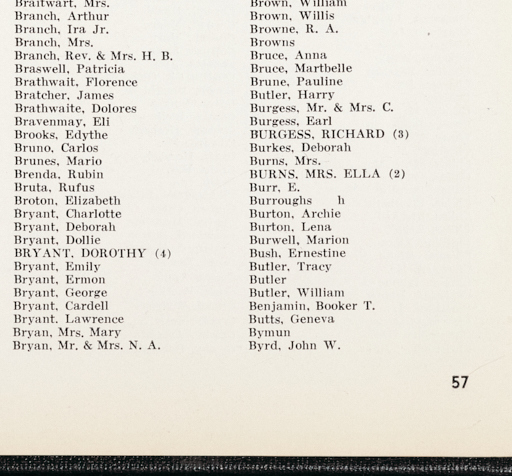 Braitwart, Mrs.
Branch, Arthur
Branch, Ira Jr.
Branch, Mrs.
Branch, Rev. & Mrs. H. B.
Braswell, Patricia
Brathwait, Florence
Bratcher, James
Brathwaite, Dolores
Bravenmay, Eli
Brooks, Edythe
Bruno, Carlos
Brunes, Mario
Brenda, Rubin
Bruta, Rufus
Broton, Elizabeth
Bryant, Charlotte
Bryant, Deborah
Bryant, Dollie
BRYANT, DOROTHY (4)
Bryant, Emily
Bryant, Ermon
Bryant, George
Bryant, Cardell
Bryant. Lawrence
Bryan, Mrs. Mary
Bryan, Mr. & Mrs. N. A.
Brown, William
Brown, Willis
Browne, R. A.
Browns
Bruce, Anna
Bruce, Martbelle
Brune, Pauline
Butler, Harry
Burgess, Mr. & Mrs. C.
Burgess, Earl
BURGESS, RICHARD (3)
Burkes, Deborah
Burns, Mrs.
BURNS, MRS. ELLA (2)
Burr, E.
Burroughs h
Burton, Archie
Burton, Lena
Burwell, Marion
Bush, Ernestine
Butler, Tracy
Butler
Butler, William
Benjamin, Booker T.
Butts, Geneva
Bymun
Byrd, John W.
57